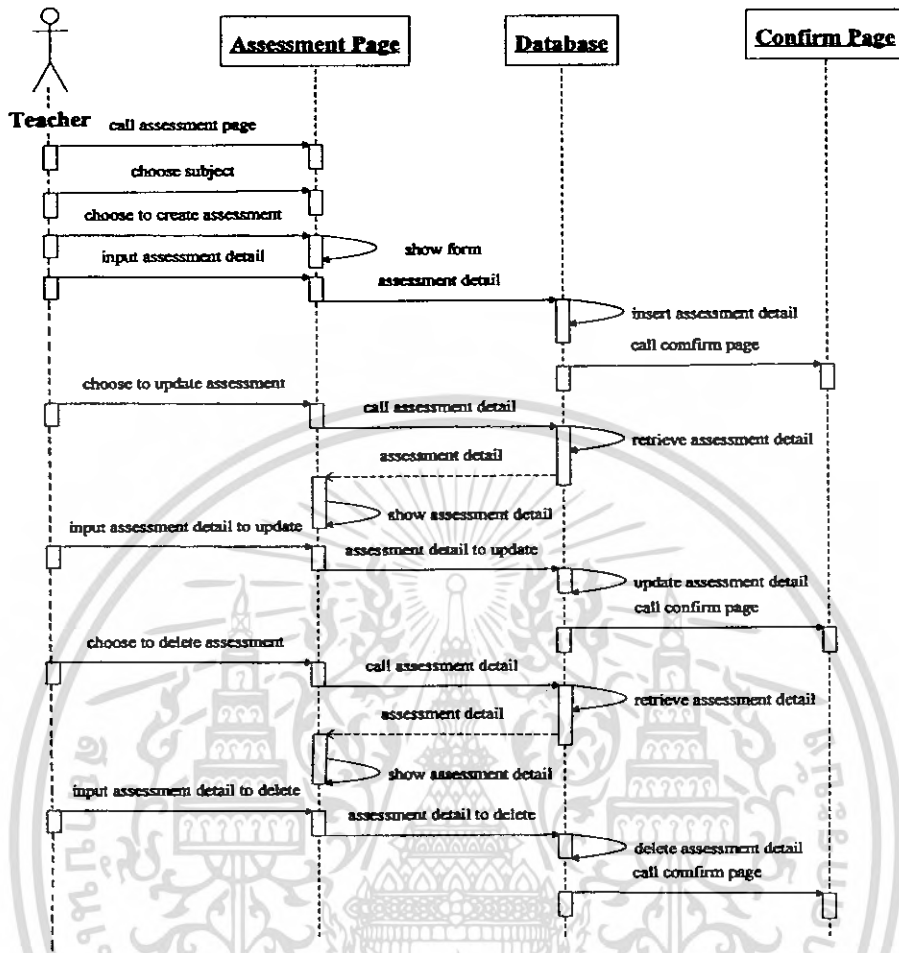 Assessment Page
Database
Confirm Page
Teacher
call assessment page
choose subject
choose to create assessment
show form
input assessment detail
assessment detail
insert assessment detail
call comfirm page
choose to update assessment
call assessment detail
retrieve assessment detail
assessment detail
show assessment detail
input assessment detail to update
assessment detail to update
update assessment detail
call confirm page
choose to delete assessment
call assessment detail
retrieve assessment detail
assessment detail
show assessment detail
input assessment detail to delete
assessment detail to delete
delete assessment detail
call comfirm page